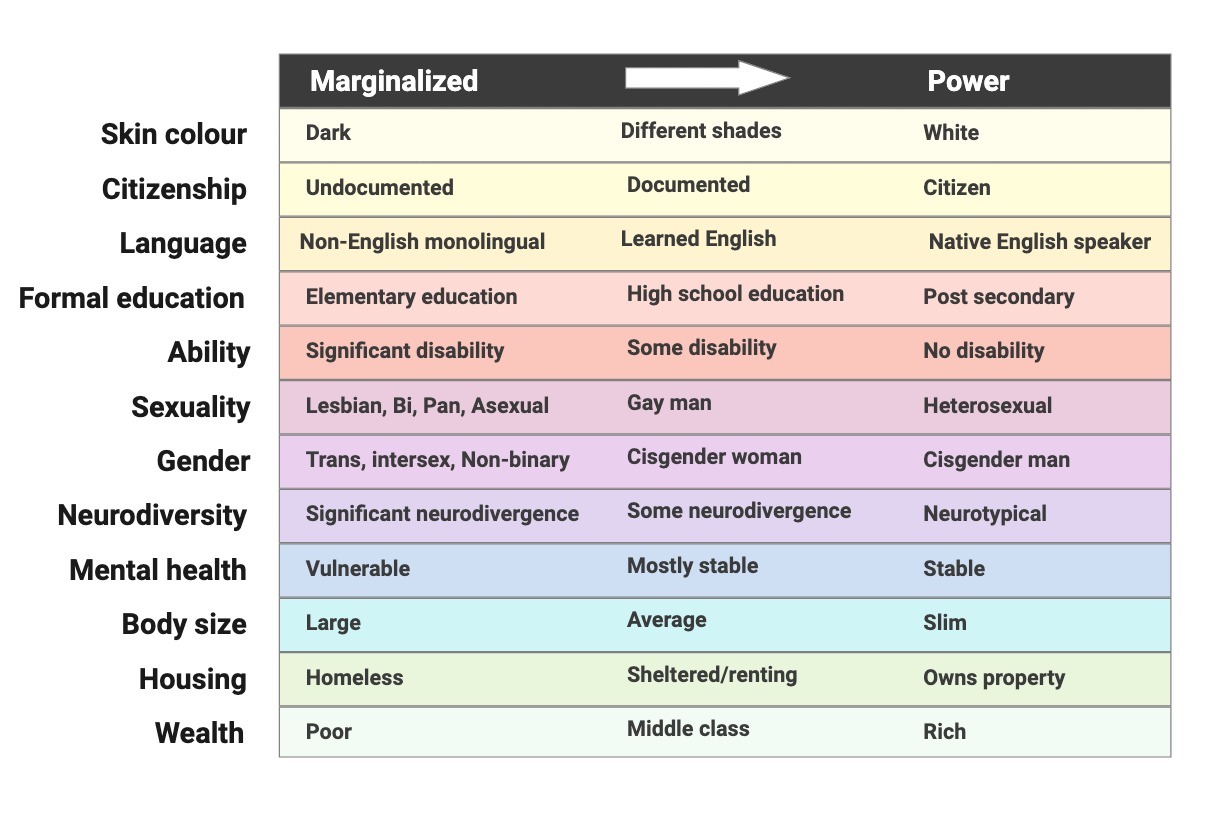 Marginalized Power
Skin colour Dark Different shades White
Citizenship Undocumented Documented Citizen
Language Non-English monolingual Learned English Native English speaker
Formal education Elementary education High school education Post secondary
Ability Significant disability Some disability No disability
Sexuality Lesbian, Bi, Pan, Asexual Gay man Heterosexual
Gender Trans, intersex, Non-binary Cisgender woman Cisgender man
Neurodiversity Significant neurodivergence Some neurodivergence Neurotypical
Mental health Vulnerable Mostly stable Stable
Body size Large Average Slim
Housing Homeless Sheltered/renting Owns property
Wealth Poor Middle class Rich